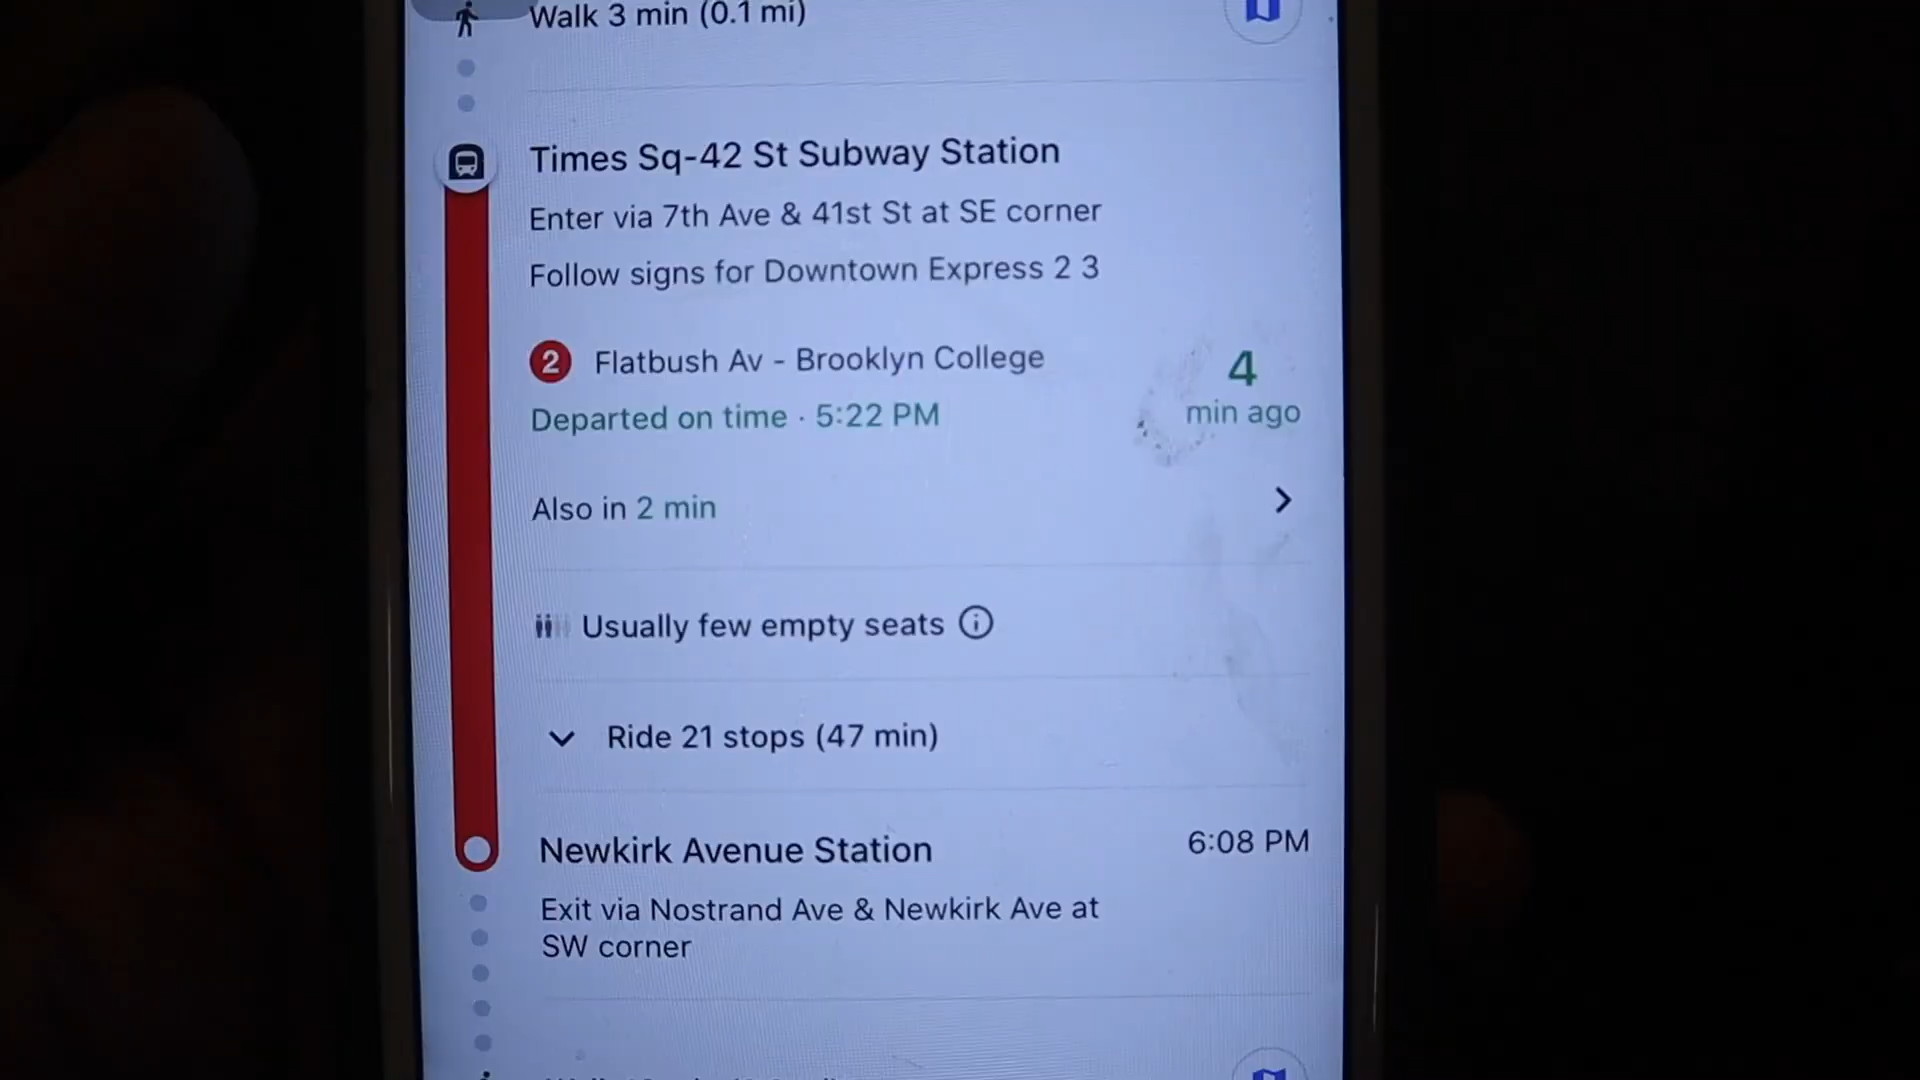 Walk 3 min (0.1 mi)
Times Sq-42 St Subway Station
Enter via 7th Ave & 41st St at SE corner
Follow signs for Downtown Express 2 3
2 Flatbush Av - Brooklyn College
4
min ago
Departed on time · 5:22 PM
Also in 2 min
Usually few empty seats
Ride 21 stops (47 min)
Newkirk Avenue Station
6:08 PM
Exit via Nostrand Ave & Newkirk Ave at
SW corner